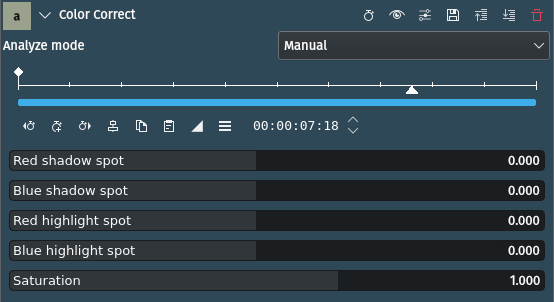 a Color Correct
Analyze mode Manual
00:00:07:18
Red shadow spot 0.000
Blue shadow spot 0.000
Red highlight spot 0.000
Blue highlight spot 0.000
Saturation 1.000